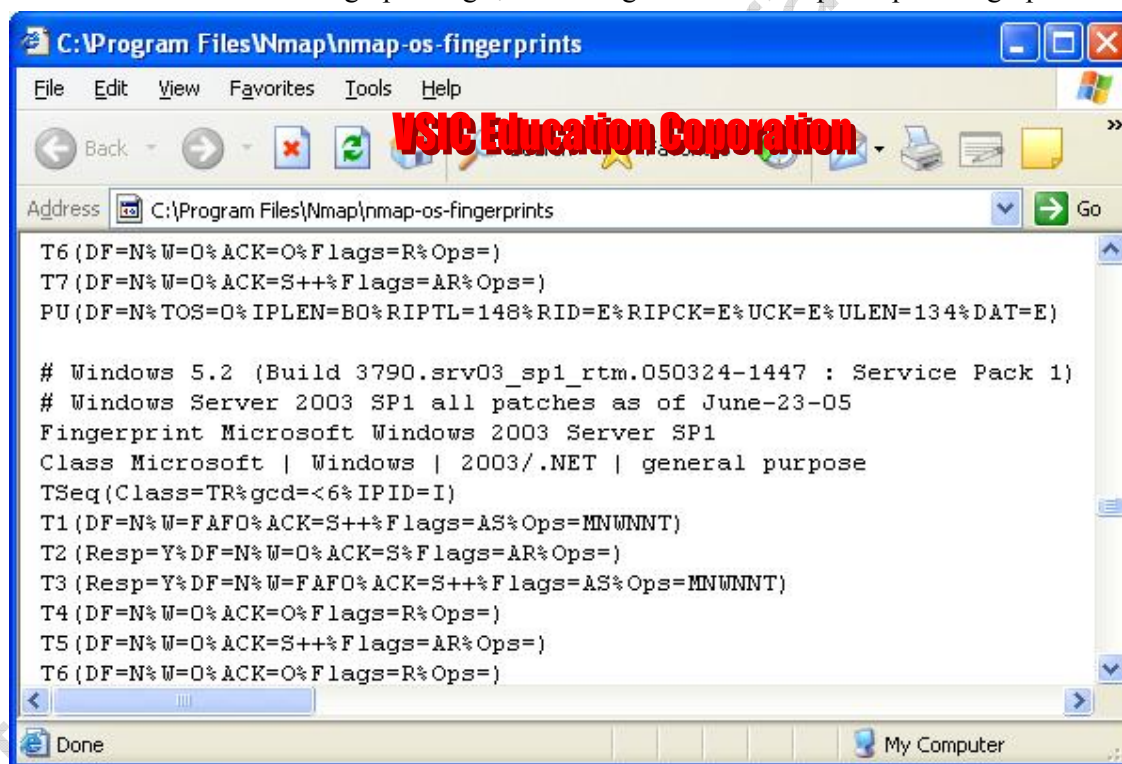 C:\Program Files\Nmap\nmap-os-fingerprints
File Edit View Favorites Tools Help
VSIC Education Coporation
Back
Address C:\Program Files\Nmap\nmap-os-fingerprints Go
T6(DF=N%W=0%ACK=O%Flags=R%Ops=)
T7(DF=N%W=0%ACK=S++%Flags=AR%Ops=)
PU(DF=N%TOS=0%IPLEN=B0%RIPTL=148%RID=E%RIPCK=E%UCK=E%ULEN=134%DAT=E)
# Windows 5.2 (Build 3790.srv03_sp1_rtm.050324-1447 : Service Pack 1)
# Windows Server 2003 SP1 all patches as of June-23-05
Fingerprint Microsoft Windows 2003 Server SP1
Class Microsoft | Windows | 2003/.NET | general purpose
TSeq(Class=TR%gcd=<6%IPID=I)
T1(DF=N%W=FAF0%ACK=S++%Flags=AS%Ops=MNWNNT)
T2(Resp=Y%DF=N%W=0%ACK=S%Flags=AR%Ops=)
T3(Resp=Y%DF=N%W=FAF0%ACK=S++%Flags=AS%Ops=MNWNNT)
T4(DF=N%W=0%ACK=O%Flags=R%Ops=)
T5(DF=N%W=0%ACK=S++%Flags=AR%Ops=)
T6(DF=N%W=0%ACK=O%Flags=R%Ops=)
Done My Computer